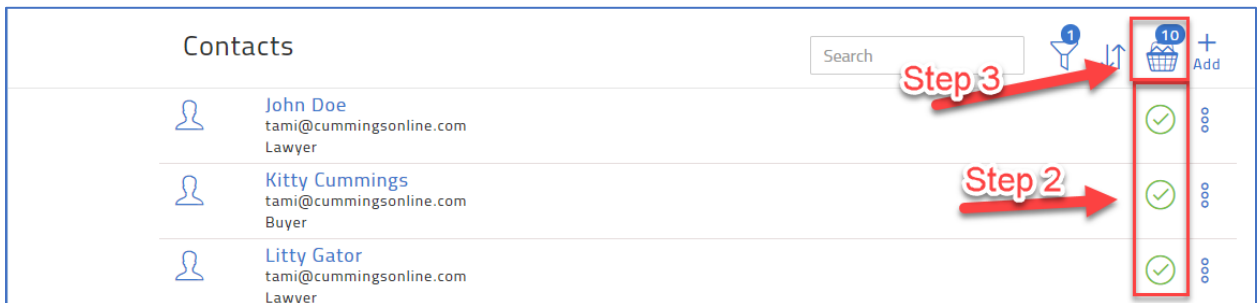 Contacts
Search
1
10
Add
Step 3
John Doe
tami@cummingsonline.com
Lawyer
Kitty Cummings
tami@cummingsonline.com
Buyer
Step 2
Litty Gator
tami@cummingsonline.com
Lawyer